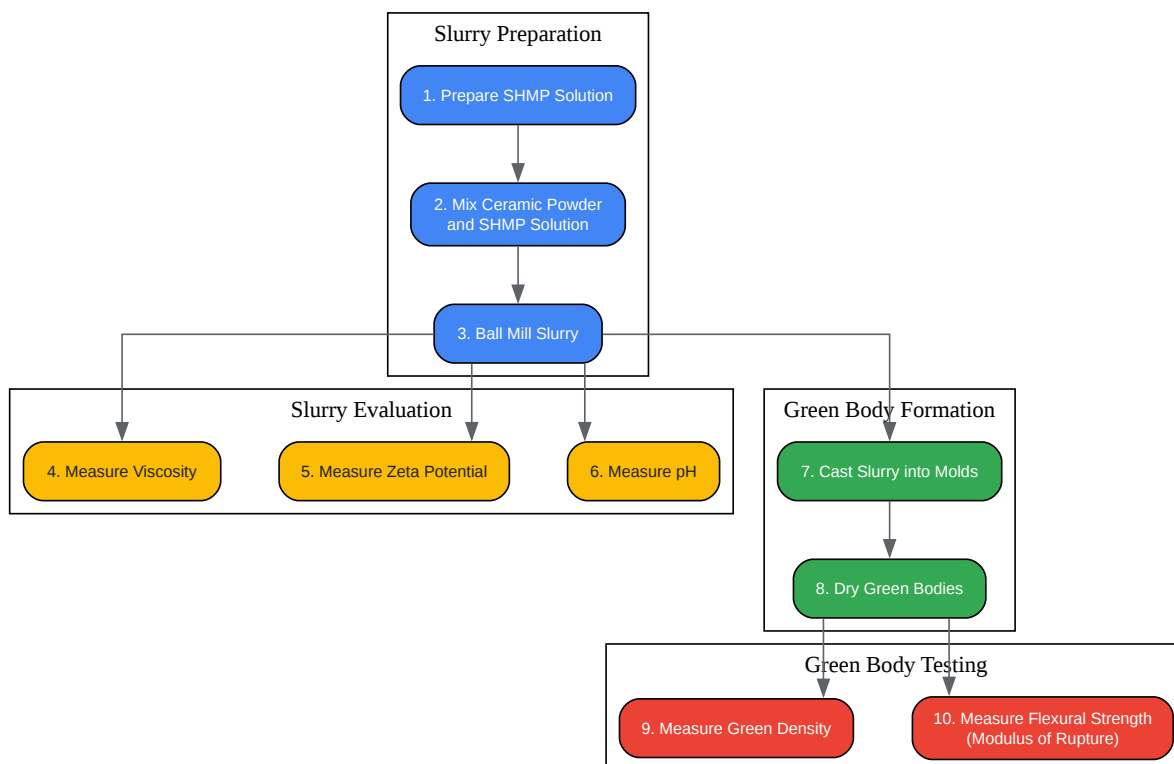 Slurry Preparation
1. Prepare SHMP Solution
2. Mix Ceramic Powder
and SHMP Solution
3. Ball Mill Slurry
Slurry Evaluation
4. Measure Viscosity
5. Measure Zeta Potential
6. Measure pH
Green Body Formation
7. Cast Slurry into Molds
8. Dry Green Bodies
Green Body Testing
9. Measure Green Density
10. Measure Flexural Strength
(Modulus of Rupture)